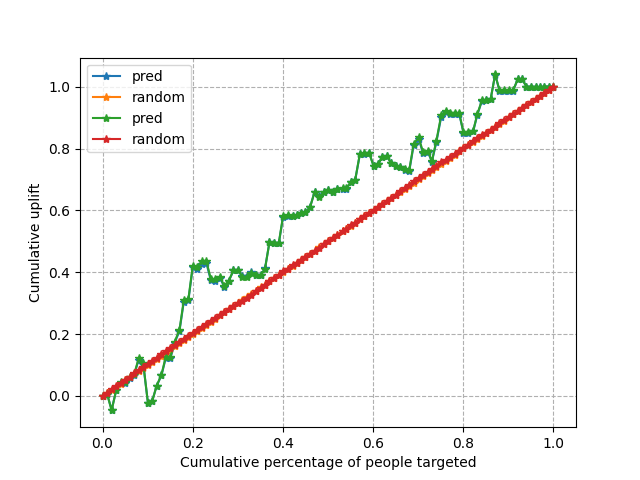 pred
random
pred
random
1.0
0.8
0.6
0.4
0.2
0.0
Cumulative uplift
0.0 0.2 0.4 0.6 0.8 1.0
Cumulative percentage of people targeted